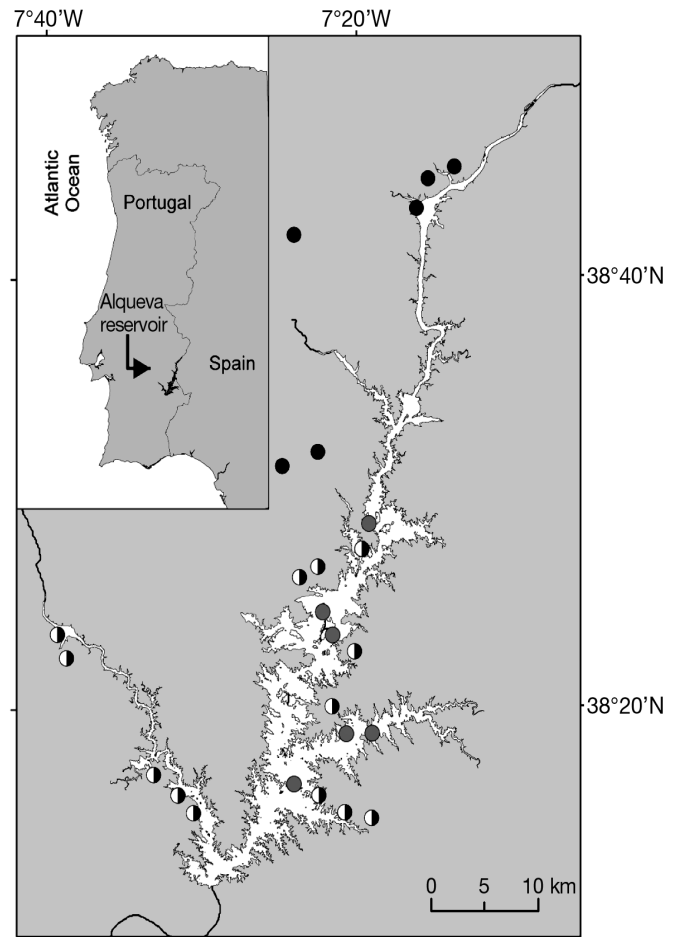 7°40'W
7°20'W
Atlantic
Ocean
Portugal
38°40'N
Alqueva
reservoir
Spain
38°20'N
0 5 10 km